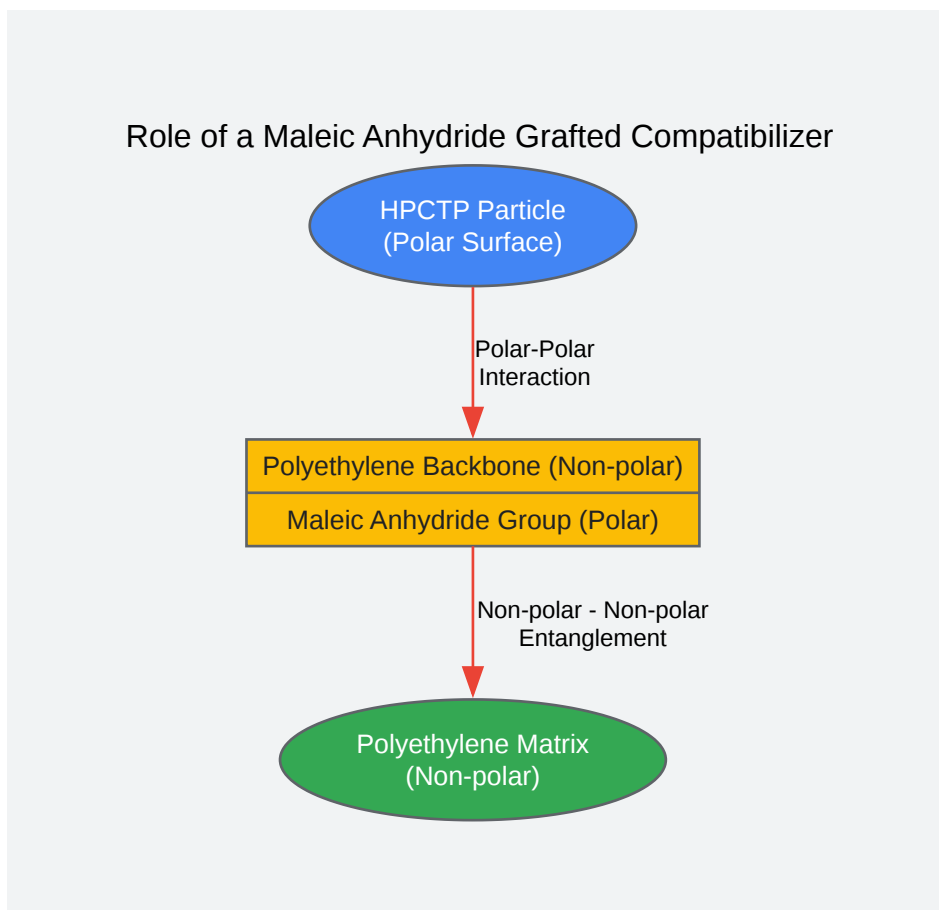 Role of a Maleic Anhydride Grafted Compatibilizer
HPCTP Particle
(Polar Surface)
Polar-Polar
Interaction
Polyethylene Backbone (Non-polar)
Maleic Anhydride Group (Polar)
Non-polar - Non-polar
Entanglement
Polyethylene Matrix
(Non-polar)